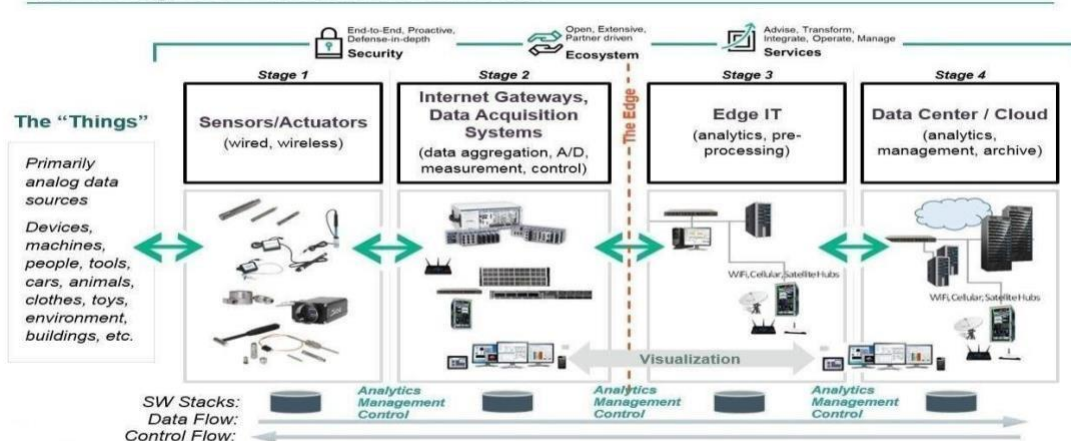 End-to-End, Proactive,
Defense-in-depth
Security
Open, Extensive,
Partner driven
Ecosystem
Advise, Transform,
Integrate, Operate, Manage
Services
Stage 1
Stage 2
Stage 3
Stage 4
The "Things"
Primarily
analog data
sources
Devices,
machines,
people, tools,
cars, animals,
clothes, toys,
environment,
buildings, etc.
Sensors/Actuators
(wired, wireless)
Internet Gateways,
Data Acquisition
Systems
(data aggregation, A/D,
measurement, control)
The Edge
Edge IT
(analytics, pre-
processing)
Data Center / Cloud
(analytics,
management, archive)
WiFi, Cellular, Satellite Hubs
WiFi, Cellular, Satellite Hubs
Visualization
SW Stacks:
Data Flow:
Control Flow:
Analytics
Management
Control
Analytics
Management
Control
Analytics
Management
Control